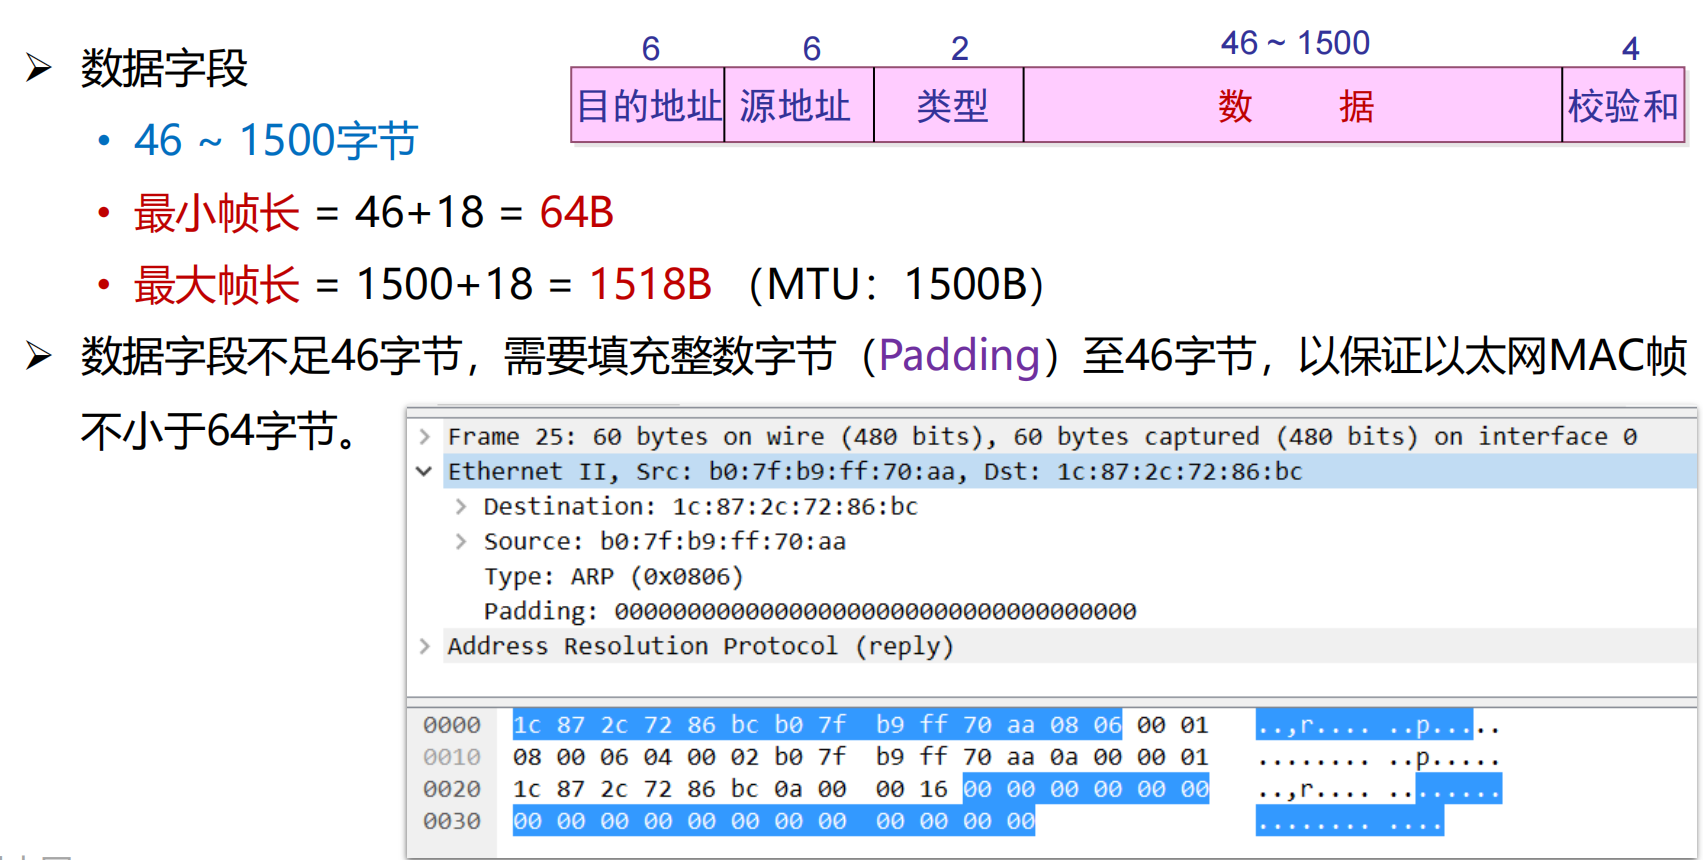 数据字段
• 46 ~ 1500字节
• 最小帧长 = 46+18 = 64B
• 最大帧长 = 1500+18 = 1518B （MTU：1500B）
数据字段不足46字节，需要填充整数字节（Padding）至46字节，以保证以太网MAC帧
不小于64字节。
6 6 2 46 ~ 1500 4
目的地址 源地址 类型 数 据 校验和
Frame 25: 60 bytes on wire (480 bits), 60 bytes captured (480 bits) on interface 0
Ethernet II, Src: b0:7f:b9:ff:70:aa, Dst: 1c:87:2c:72:86:bc
Destination: 1c:87:2c:72:86:bc
Source: b0:7f:b9:ff:70:aa
Type: ARP (0x0806)
Padding: 000000000000000000000000000000000000
Address Resolution Protocol (reply)
0000 1c 87 2c 72 86 bc b0 7f b9 ff 70 aa 08 06 00 01 ..,r.... ..p.....
0010 08 00 06 04 00 02 b0 7f b9 ff 70 aa 0a 00 00 01 ........ ..p.....
0020 1c 87 2c 72 86 bc 0a 00 00 16 00 00 00 00 00 00 ..,r.... ........
0030 00 00 00 00 00 00 00 00 00 00 00 00 ........ ....